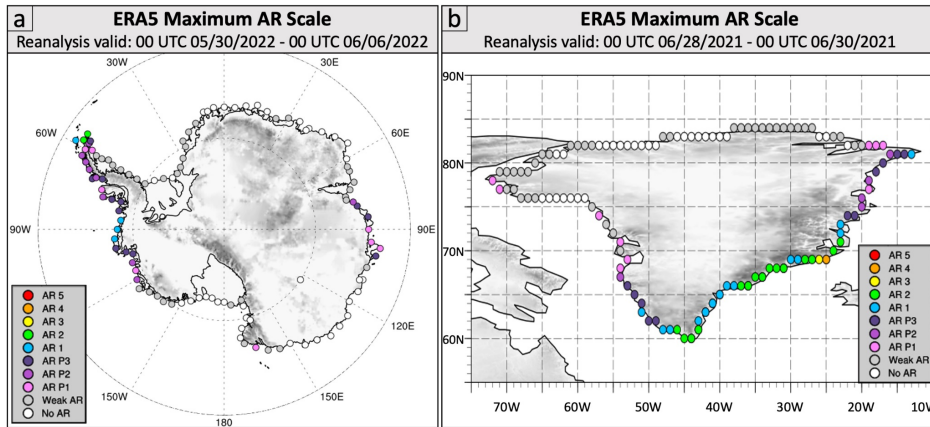 a
ERA5 Maximum AR Scale
Reanalysis valid: 00 UTC 05/30/2022 - 00 UTC 06/06/2022
30W
30E
60W
60E
90W
90E
120E
150W
150E
180
AR 5
AR 4
AR 3
AR 2
AR 1
AR P3
AR P2
AR P1
Weak AR
No AR
b
ERA5 Maximum AR Scale
Reanalysis valid: 00 UTC 06/28/2021 - 00 UTC 06/30/2021
90N
80N
70N
60N
70W
60W
50W
40W
30W
20W
10W
AR 5
AR 4
AR 3
AR 2
AR 1
AR P3
AR P2
AR P1
Weak AR
No AR